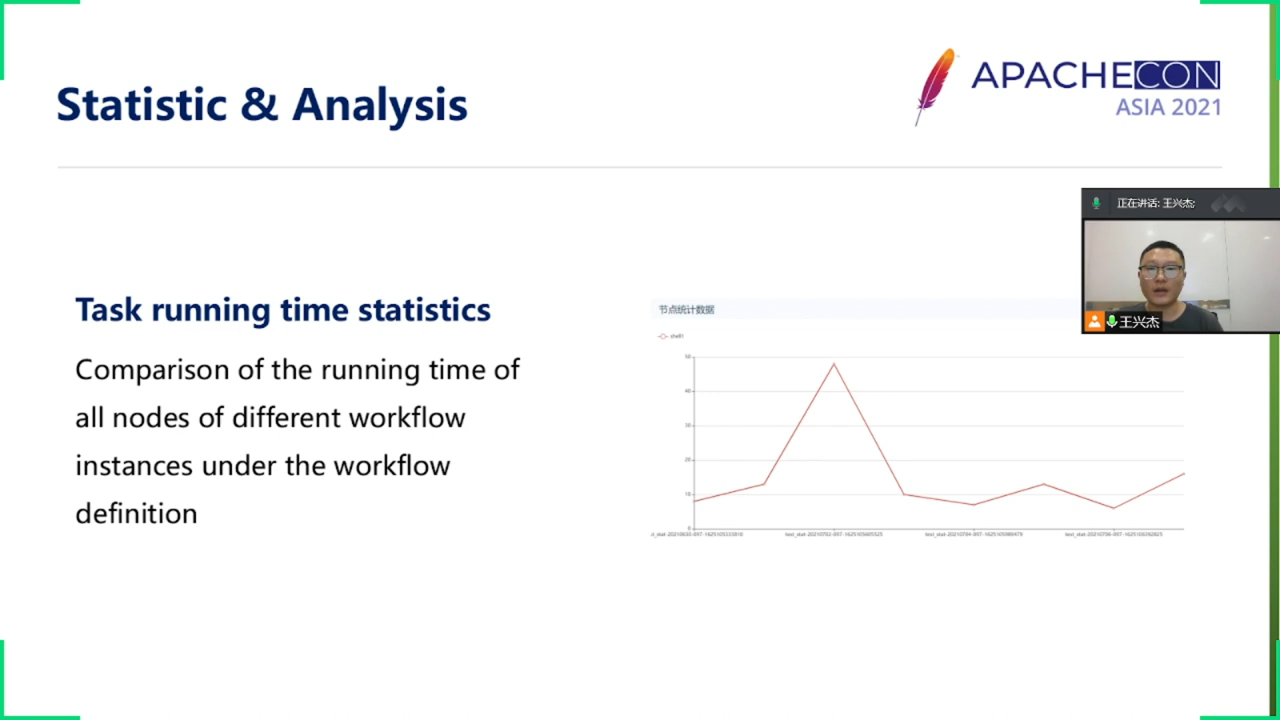 Statistic & Analysis
APACHECON
ASIA 2021
正在讲话: 王兴杰;
王兴杰
Task running time statistics
Comparison of the running time of
all nodes of different workflow
instances under the workflow
definition
节点统计数据
shell1
50
40
30
20
10
0